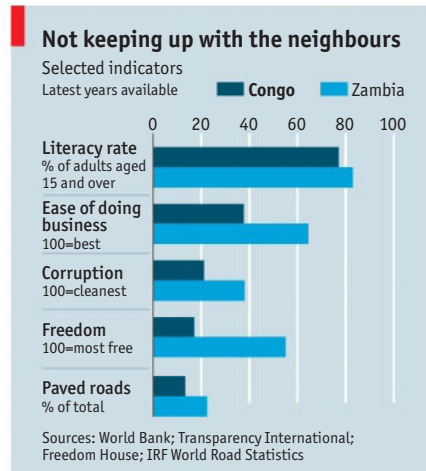 Not keeping up with the neighbours
Selected indicators
Latest years available
Congo
Zambia
0 20 40 60 80 100
Literacy rate
% of adults aged
15 and over
Ease of doing
business
100=best
Corruption
100=cleanest
Freedom
100=most free
Paved roads
% of total
Sources: World Bank; Transparency International;
Freedom House; IRF World Road Statistics